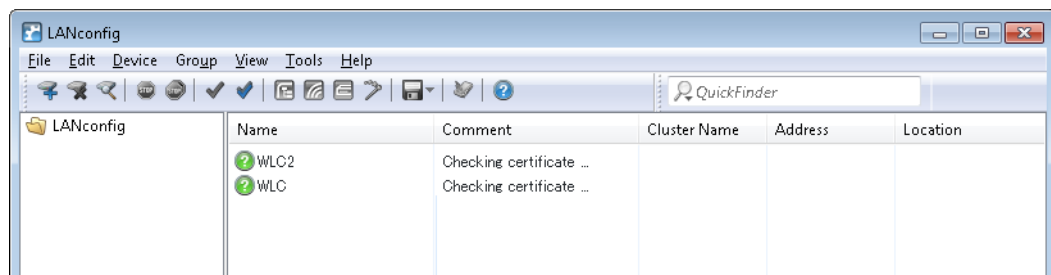 LANconfig
File Edit Device Group View Tools Help
QuickFinder
LANconfig
Name Comment Cluster Name Address Location
WLC2 Checking certificate ...
WLC Checking certificate ...